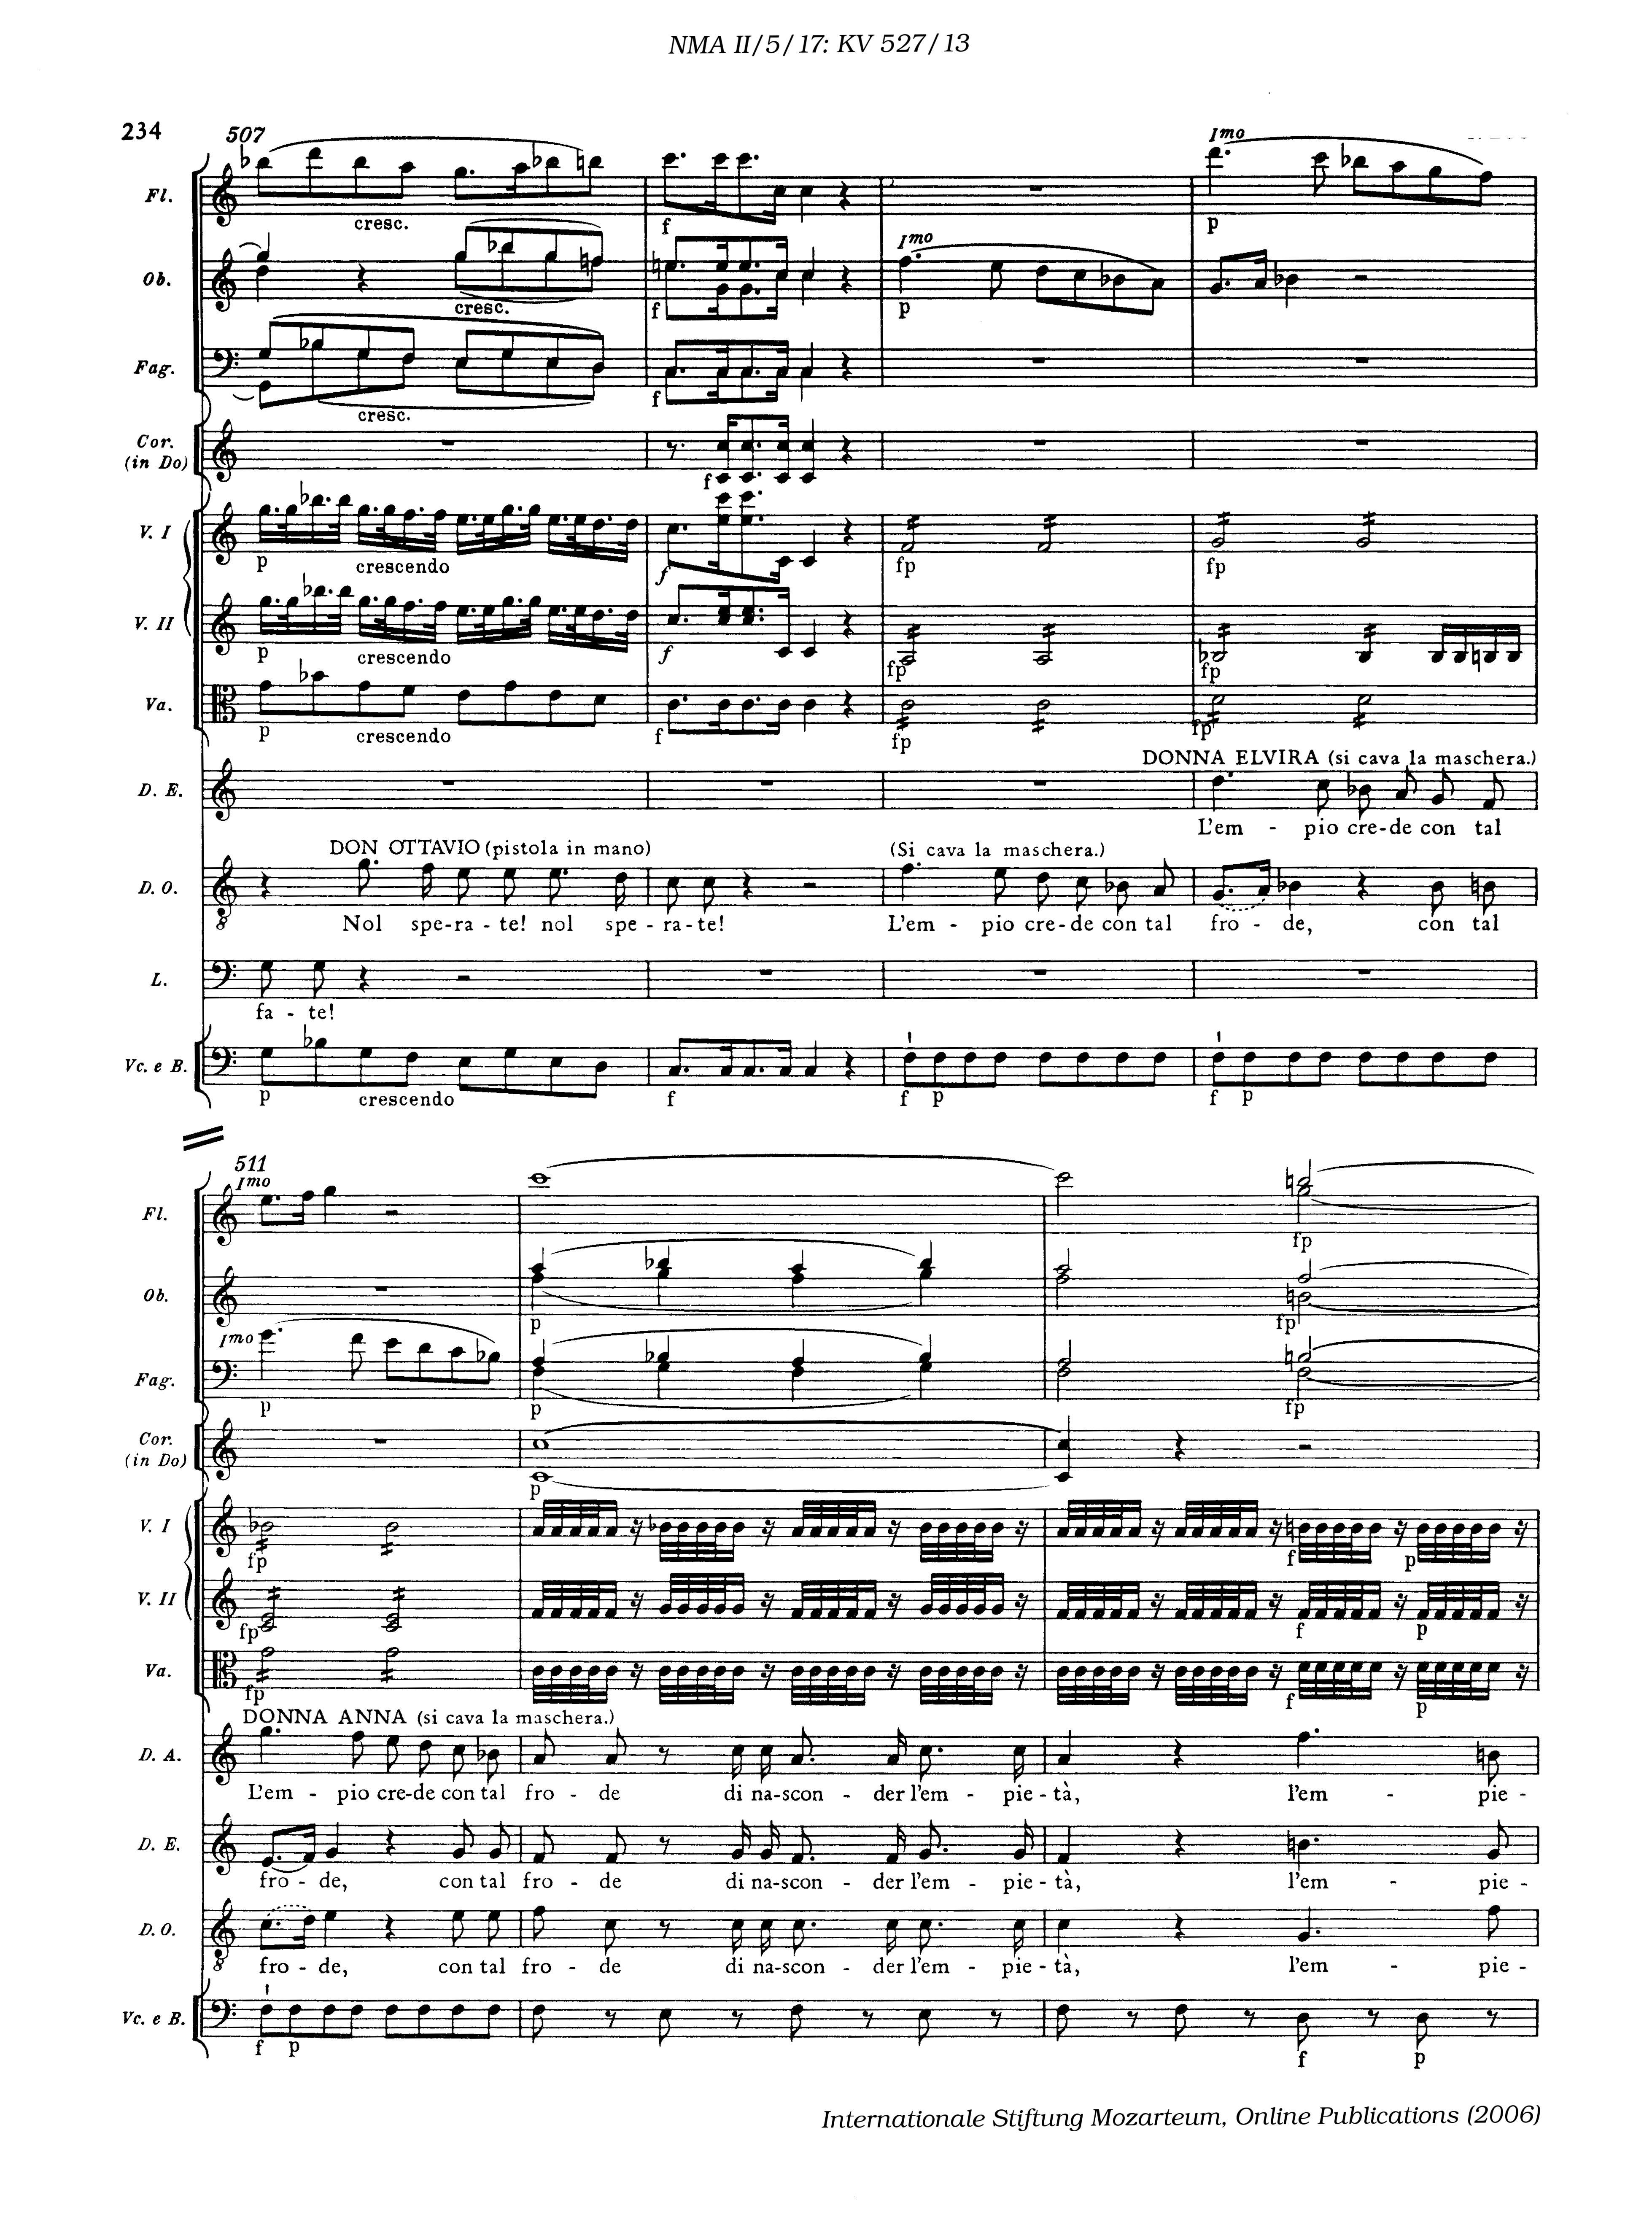 NMA II/5/17: KV 527/13
234
507
Imo
Fl.
cresc.
f
p
Ob.
Imo
cresc.
f
p
Fag.
cresc.
f
Cor.
(in Do)
f
V. I
p
crescendo
f
fp
fp
V. II
p
crescendo
f
fp
fp
Va.
p
crescendo
f
fp
fp
DONNA ELVIRA (si cava la maschera.)
D. E.
L'em - pio cre-de con tal
DON OTTAVIO (pistola in mano)
(Si cava la maschera.)
D. O.
8
Nol spe-ra - te! nol spe - ra-te! L'em - pio cre-de con tal fro - de, con tal
L.
fa - te!
Vc. e B.
p
crescendo
f
f
p
f
p
511
Imo
Fl.
fp
Ob.
p
fp
Imo
Fag.
p
p
fp
Cor.
(in Do)
p
V. I
fp
f
p
V. II
fp
f
p
Va.
fp
f
p
DONNA ANNA (si cava la maschera.)
D. A.
L'em - pio cre-de con tal fro - de di na-scon - der l'em - pie-tà, l'em - pie -
D. E.
fro - de, con tal fro - de di na-scon - der l'em - pie-tà, l'em - pie -
D. O.
8
fro - de, con tal fro - de di na-scon - der l'em - pie-tà, l'em - pie -
Vc. e B.
f
p
f
p
Internationale Stiftung Mozarteum, Online Publications (2006)